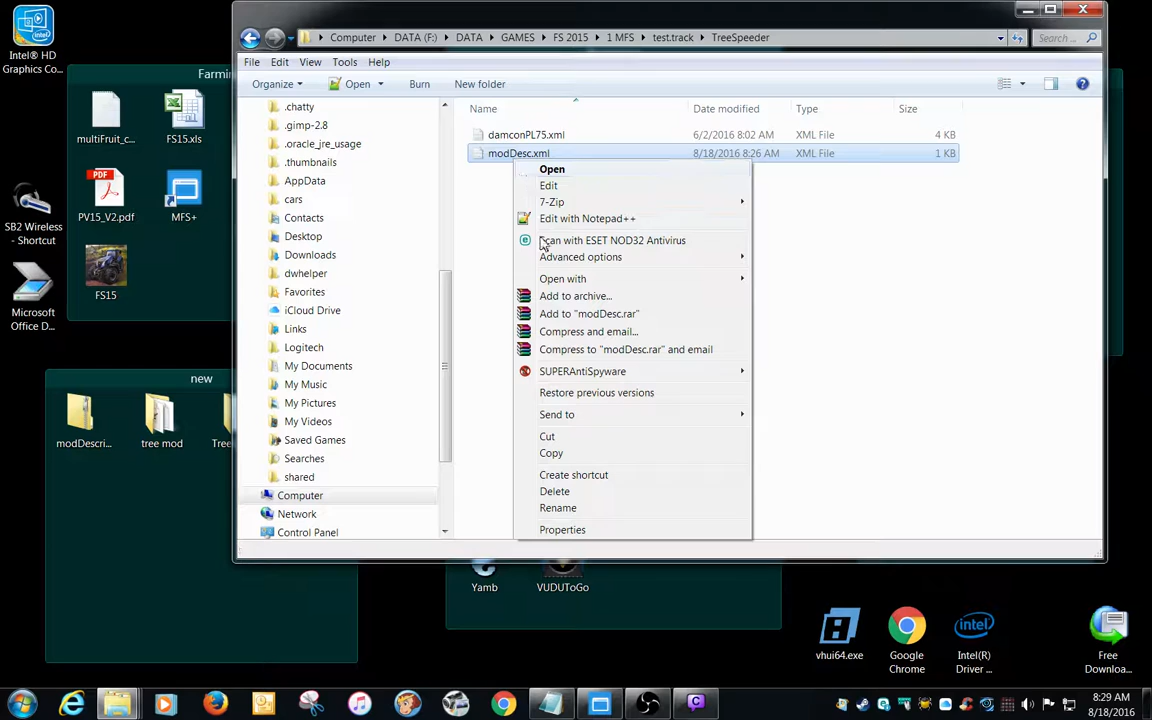 Intel® HD
Graphics Co...
Farmin
multiFruit_c...
FS15.xls
SB2 Wireless
- Shortcut
PV15_V2.pdf
MFS+
Microsoft
Office D...
FS15
new
modDescri...
tree mod
Tree
Computer
DATA (F:)
DATA
GAMES
FS 2015
1 MFS
test.track
TreeSpeeder
Search ...
File
Edit
View
Tools
Help
Organize
Open
Burn
New folder
.chatty
.gimp-2.8
.oracle_jre_usage
.thumbnails
AppData
cars
Contacts
Desktop
Downloads
dwhelper
Favorites
iCloud Drive
Links
Logitech
My Documents
My Music
My Pictures
My Videos
Saved Games
Searches
shared
Computer
Network
Control Panel
Name
Date modified
Type
Size
damconPL75.xml
6/2/2016 8:02 AM
XML File
4 KB
modDesc.xml
8/18/2016 8:26 AM
XML File
1 KB
Open
Edit
7-Zip
Edit with Notepad++
Scan with ESET NOD32 Antivirus
Advanced options
Open with
Add to archive...
Add to "modDesc.rar"
Compress and email...
Compress to "modDesc.rar" and email
SUPERAntiSpyware
Restore previous versions
Send to
Cut
Copy
Create shortcut
Delete
Rename
Properties
Yamb
VUDUToGo
vhui64.exe
Google
Chrome
Intel(R)
Driver ...
Free
Downloa...
8:29 AM
8/18/2016